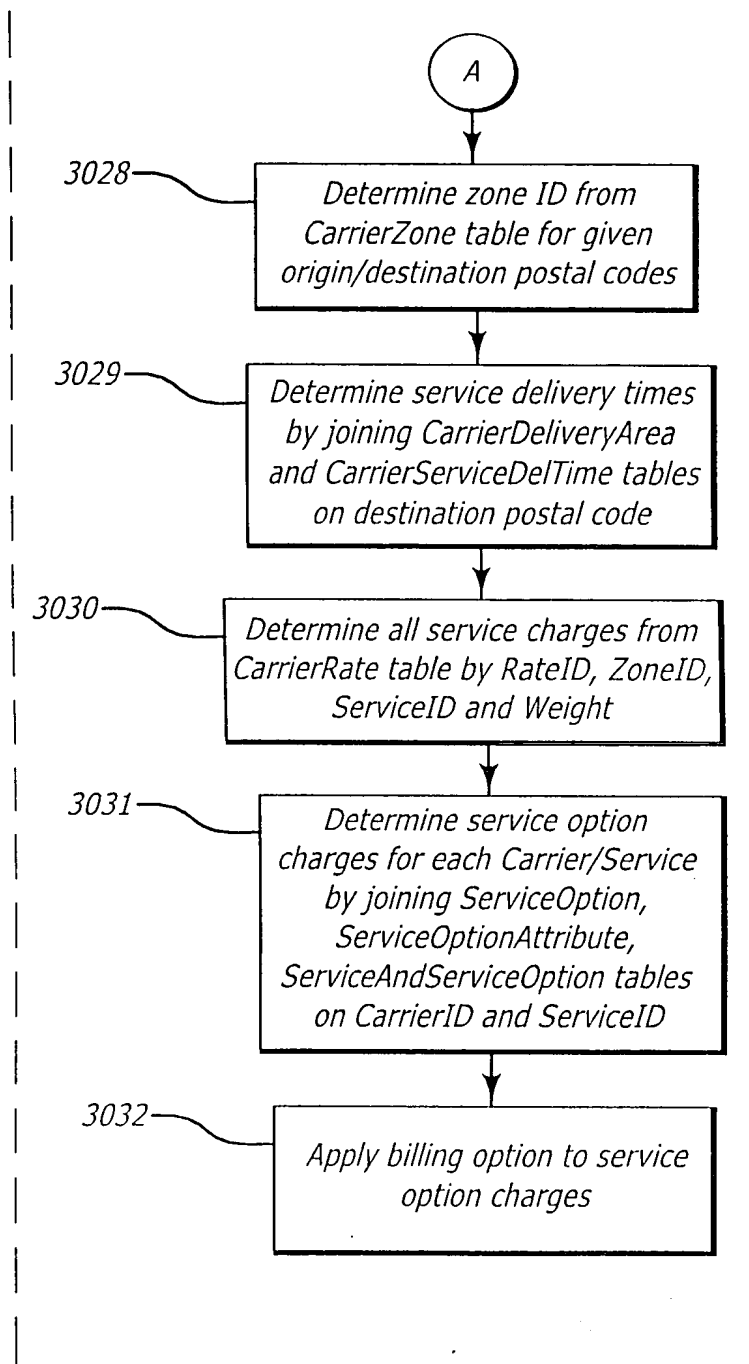 A
3028
Determine zone ID from
CarrierZone table for given
origin/destination postal codes
3029
Determine service delivery times
by joining CarrierDeliveryArea
and CarrierServiceDelTime tables
on destination postal code
3030
Determine all service charges from
CarrierRate table by RateID, ZoneID,
ServiceID and Weight
3031
Determine service option
charges for each Carrier/Service
by joining ServiceOption,
ServiceOptionAttribute,
ServiceAndServiceOption tables
on CarrierID and ServiceID
3032
Apply billing option to service
option charges